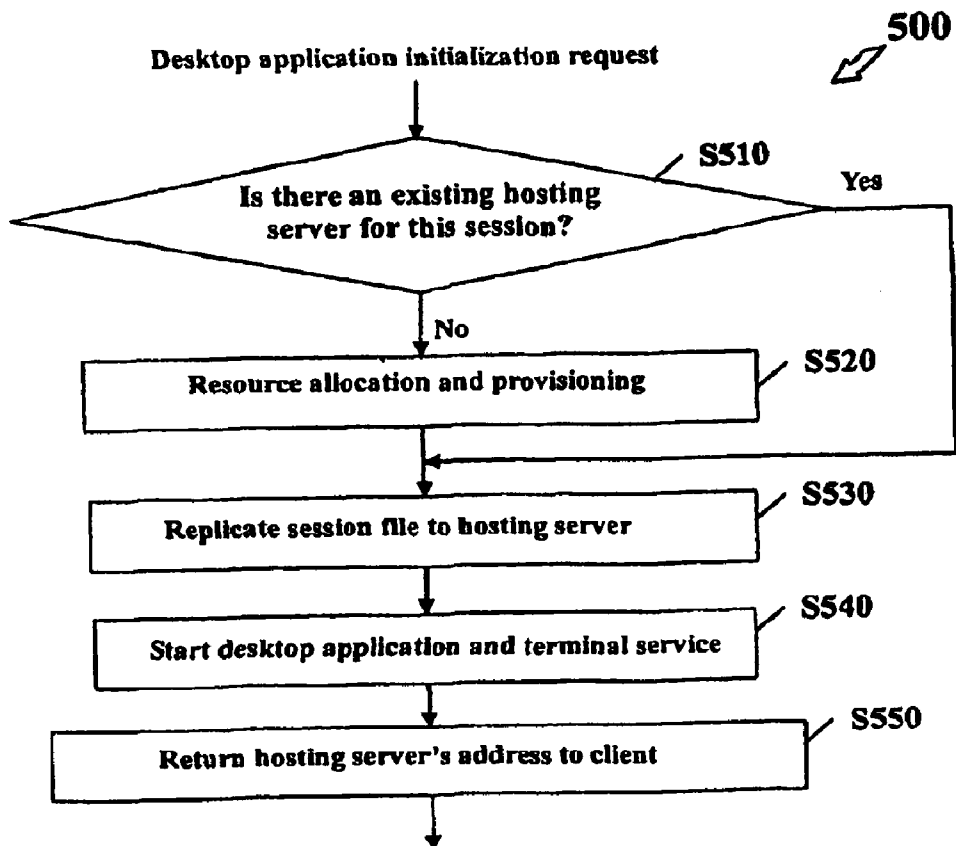 500
Desktop application initialization request
S510
Is there an existing hosting
server for this session?
Yes
No
S520
Resource allocation and provisioning
S530
Replicate session file to hosting server
S540
Start desktop application and terminal service
S550
Return hosting server's address to client